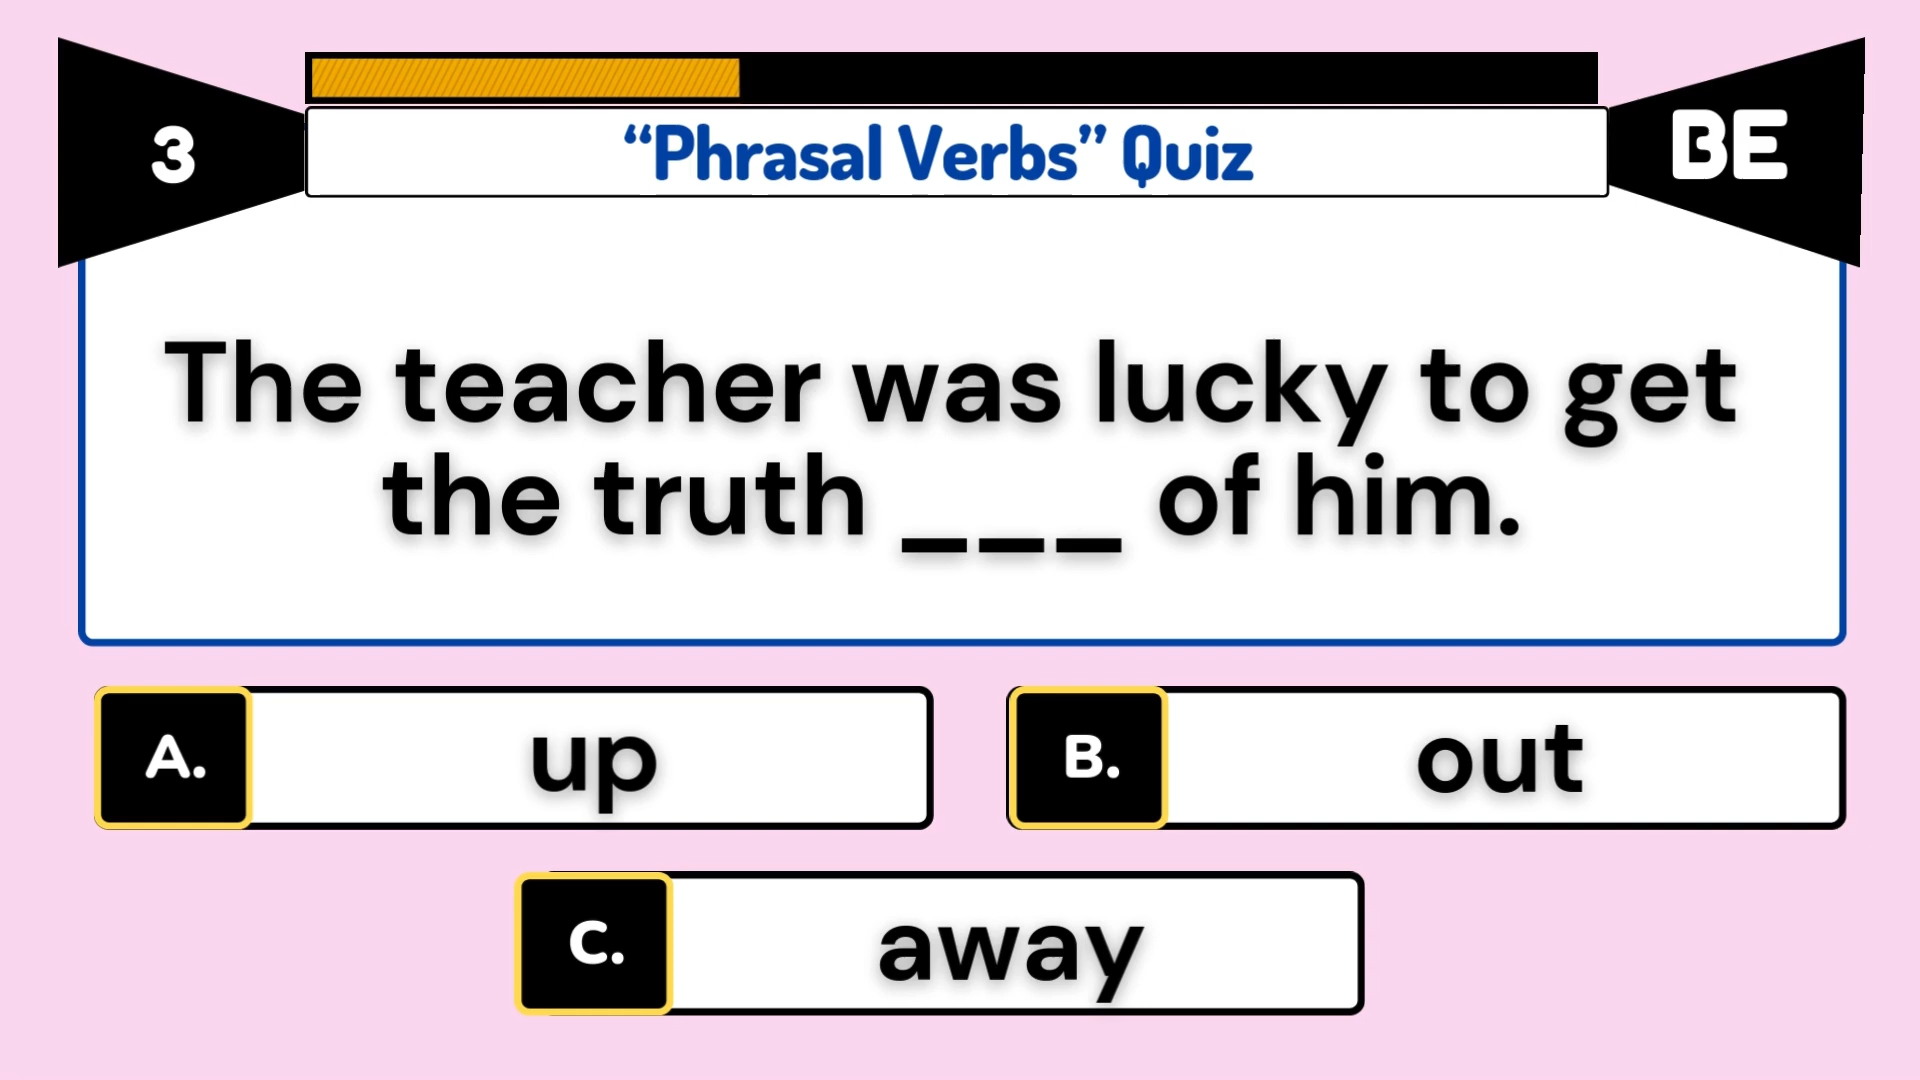 3
“Phrasal Verbs” Quiz
BE
The teacher was lucky to get
the truth ___ of him.
A. up
B. out
C. away